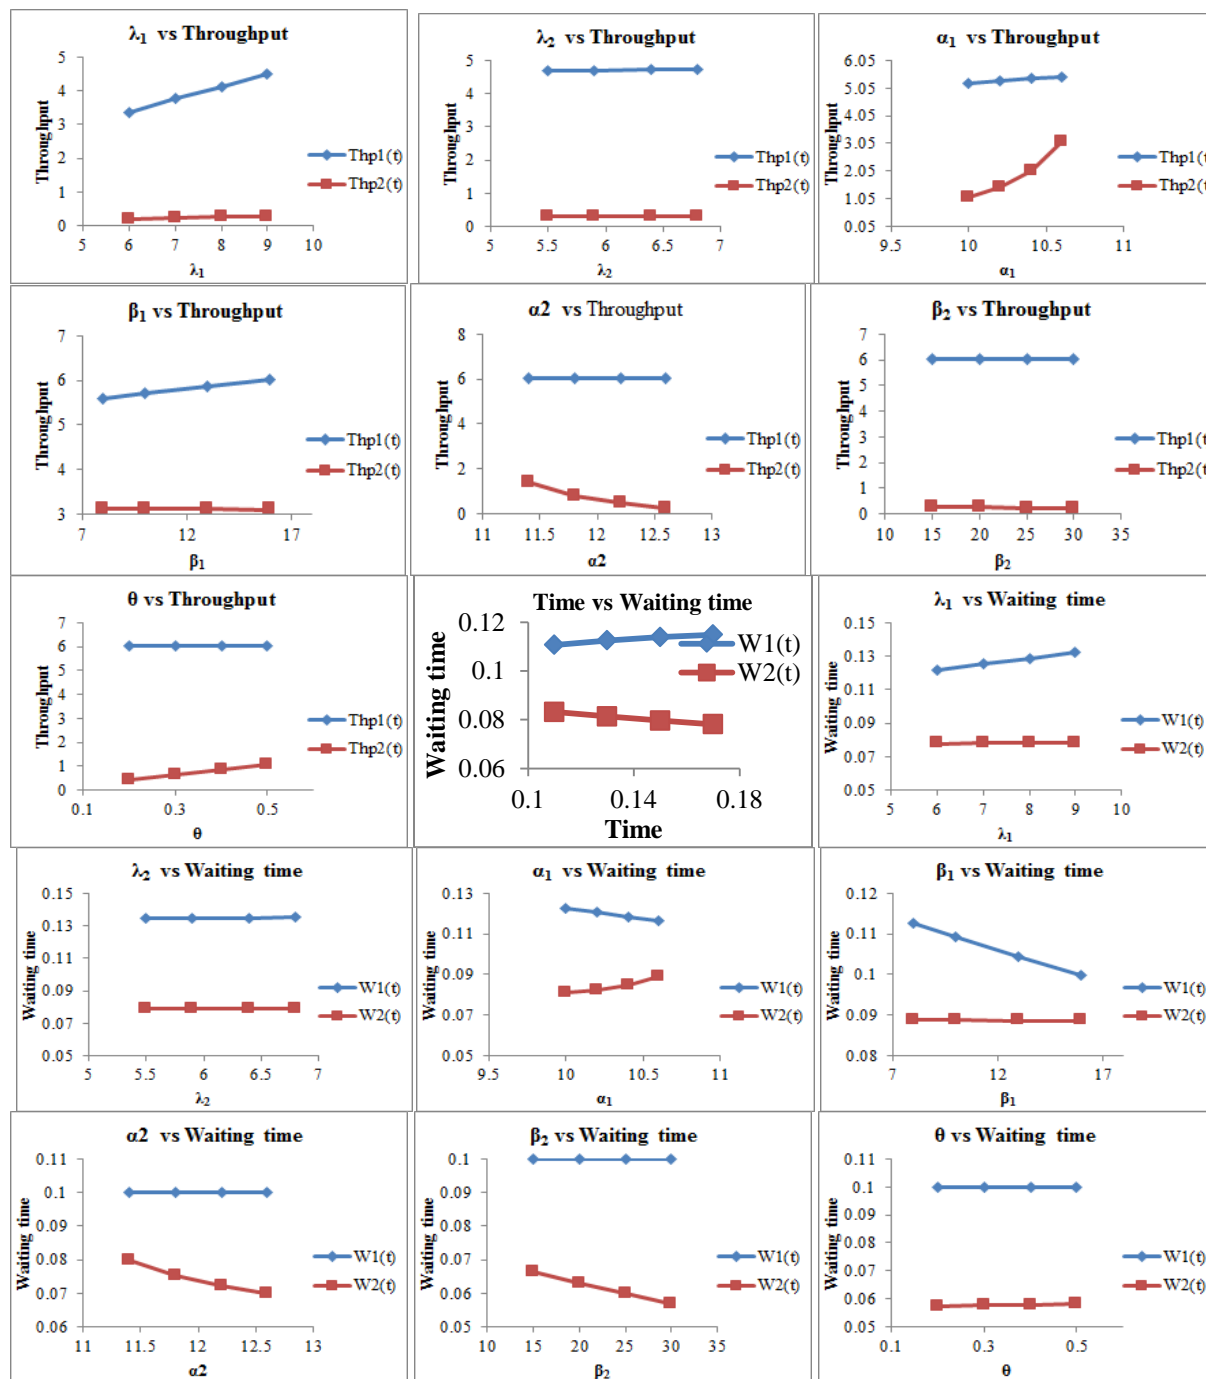 λ1 vs Throughput
5
4
3
2
1
0
5 6 7 8 9 10
Throughput
λ1
Thp1(t)
Thp2(t)
λ2 vs Throughput
5
4
3
2
1
0
5 5.5 6 6.5 7
Throughput
λ2
Thp1(t)
Thp2(t)
α1 vs Throughput
6.05
5.05
4.05
3.05
2.05
1.05
0.05
9.5 10 10.5 11
Throughput
α1
Thp1(t)
Thp2(t)
β1 vs Throughput
7
6
5
4
3
7 12 17
Throughput
β1
Thp1(t)
Thp2(t)
α2 vs Throughput
8
6
4
2
0
11 11.5 12 12.5 13
Throughput
α2
Thp1(t)
Thp2(t)
β2 vs Throughput
7
6
5
4
3
2
1
0
10 15 20 25 30 35
Throughput
β2
Thp1(t)
Thp2(t)
θ vs Throughput
7
6
5
4
3
2
1
0
0.1 0.3 0.5
Throughput
θ
Thp1(t)
Thp2(t)
Time vs Waiting time
0.12
0.1
0.08
0.06
0.1 0.14 0.18
Waiting time
Time
W1(t)
W2(t)
λ1 vs Waiting time
0.15
0.13
0.11
0.09
0.07
0.05
5 6 7 8 9 10
Waiting time
λ1
W1(t)
W2(t)
λ2 vs Waiting time
0.15
0.13
0.11
0.09
0.07
0.05
5 5.5 6 6.5 7
Waiting time
λ2
W1(t)
W2(t)
α1 vs Waiting time
0.13
0.11
0.09
0.07
0.05
9.5 10 10.5 11
Waiting time
α1
W1(t)
W2(t)
β1 vs Waiting time
0.12
0.11
0.1
0.09
0.08
7 12 17
Waiting time
β1
W1(t)
W2(t)
α2 vs Waiting time
0.11
0.1
0.09
0.08
0.07
0.06
11 11.5 12 12.5 13
Waiting time
α2
W1(t)
W2(t)
β2 vs Waiting time
0.1
0.09
0.08
0.07
0.06
0.05
10 15 20 25 30 35
Waiting time
β2
W1(t)
W2(t)
θ vs Waiting time
0.11
0.1
0.09
0.08
0.07
0.06
0.05
0.1 0.3 0.5
Waiting time
θ
W1(t)
W2(t)